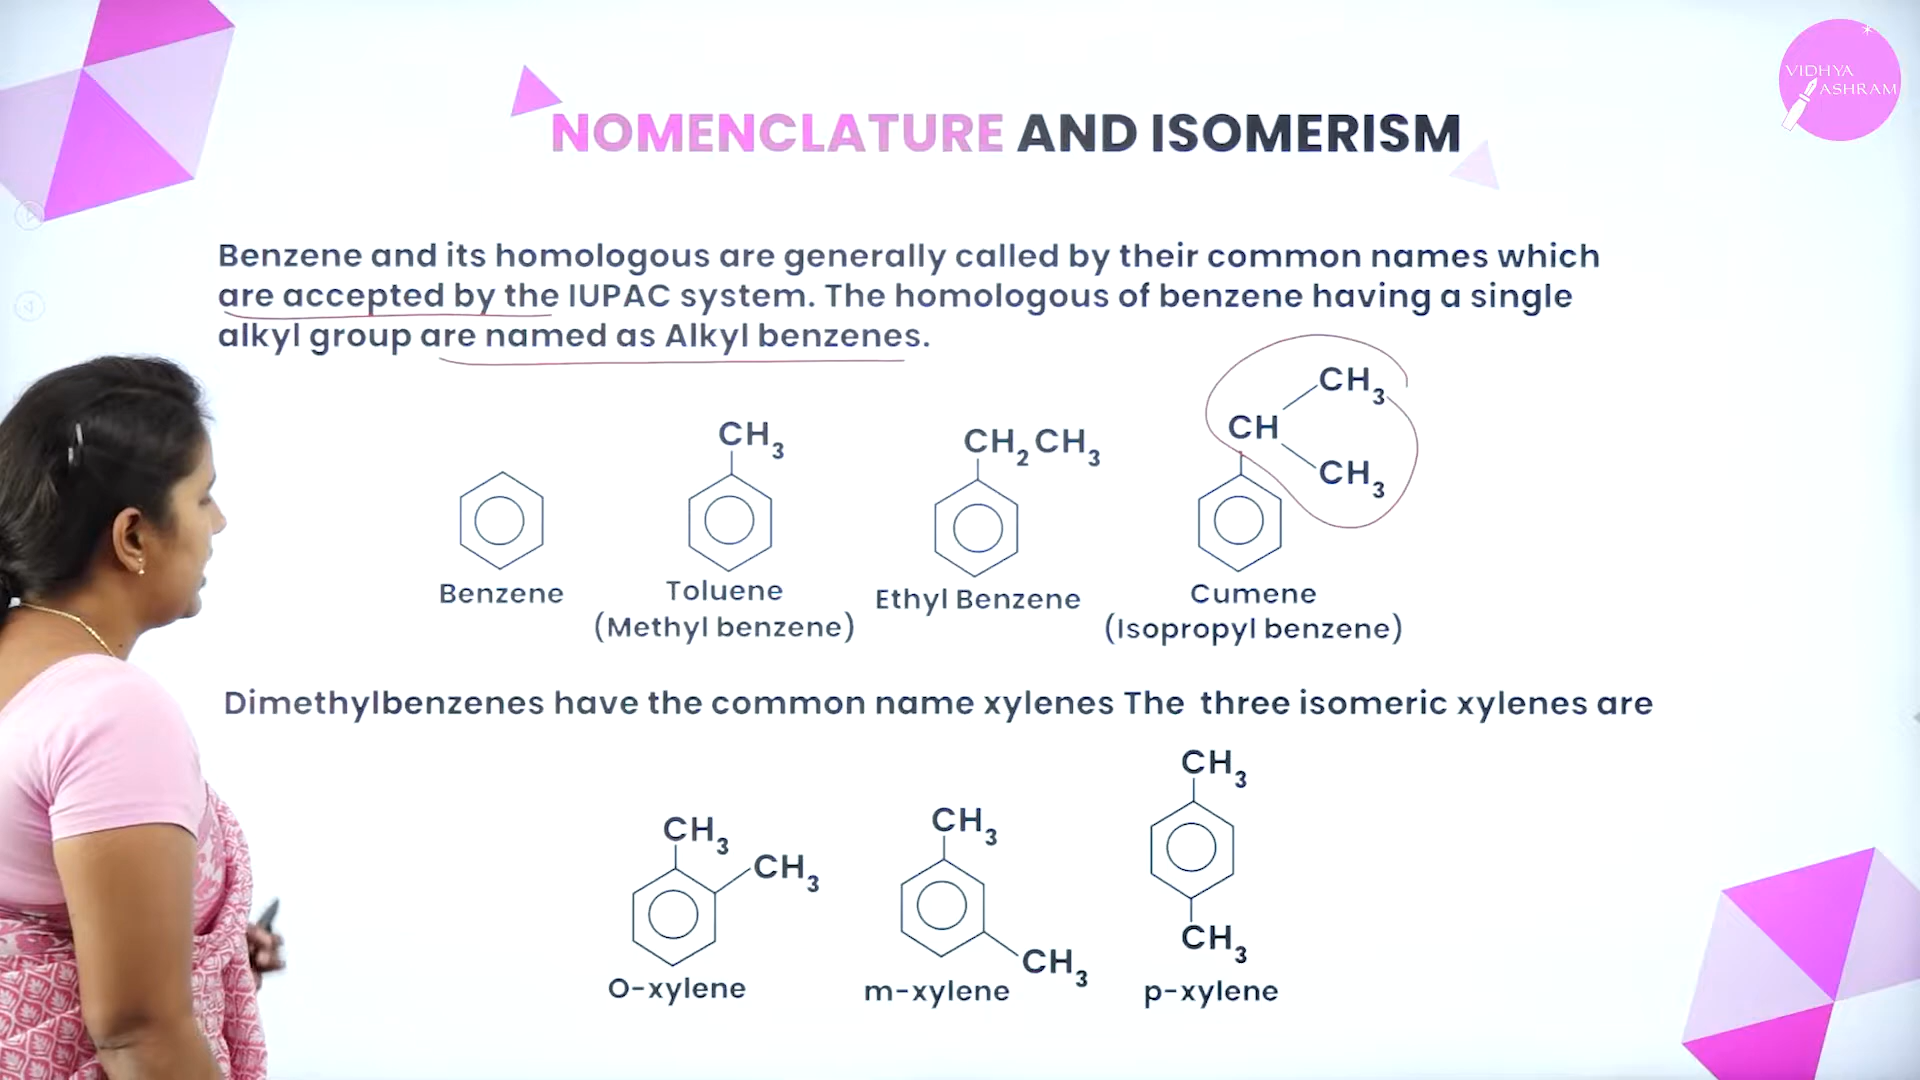 VIDHYA
ASHRAM
NOMENCLATURE AND ISOMERISM
Benzene and its homologous are generally called by their common names which
are accepted by the IUPAC system. The homologous of benzene having a single
alkyl group are named as Alkyl benzenes.
CH3
CH2CH3
CH
CH3
CH3
Benzene
Toluene
(Methyl benzene)
Ethyl Benzene
Cumene
(Isopropyl benzene)
Dimethylbenzenes have the common name xylenes The three isomeric xylenes are
CH3
CH3
O-xylene
CH3
CH3
m-xylene
CH3
CH3
p-xylene